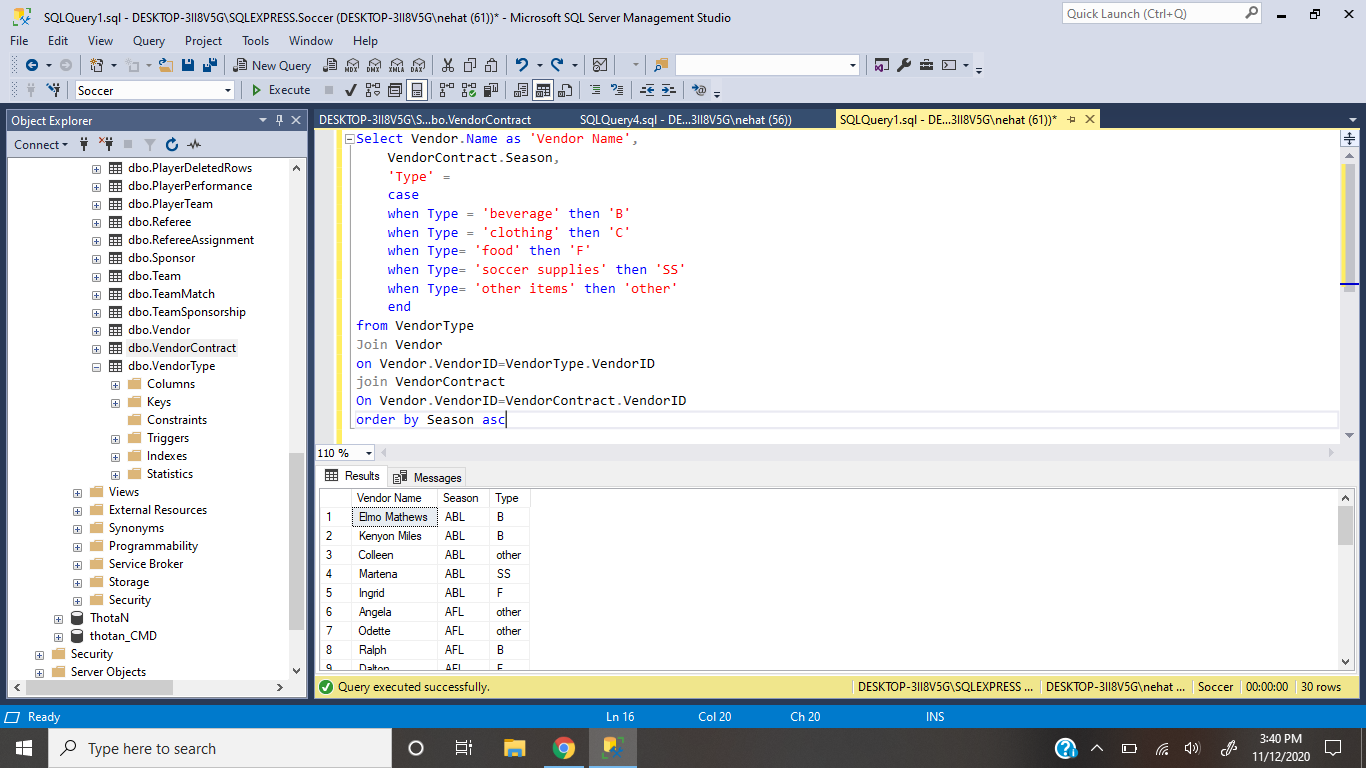 SQLQuery1.sql - DESKTOP-3II8V5G\SQLEXPRESS.Soccer (DESKTOP-3II8V5G\nehat (61))* - Microsoft SQL Server Management Studio
Quick Launch (Ctrl+Q)
File Edit View Query Project Tools Window Help
New Query
MDX DMX XMLA DAX
Soccer
Execute
Object Explorer
Connect
dbo.PlayerDeletedRows
dbo.PlayerPerformance
dbo.PlayerTeam
dbo.Referee
dbo.RefereeAssignment
dbo.Sponsor
dbo.Team
dbo.TeamMatch
dbo.TeamSponsorship
dbo.Vendor
dbo.VendorContract
dbo.VendorType
Columns
Keys
Constraints
Triggers
Indexes
Statistics
Views
External Resources
Synonyms
Programmability
Service Broker
Storage
Security
ThotaN
thotan_CMD
Security
Server Objects
DESKTOP-3II8V5G\S...bo.VendorContract
SQLQuery4.sql - DE...3II8V5G\nehat (56))
SQLQuery1.sql - DE...3II8V5G\nehat (61))*
Select Vendor.Name as 'Vendor Name',
VendorContract.Season,
'Type' =
case
when Type = 'beverage' then 'B'
when Type = 'clothing' then 'C'
when Type= 'food' then 'F'
when Type= 'soccer supplies' then 'SS'
when Type= 'other items' then 'other'
end
from VendorType
Join Vendor
on Vendor.VendorID=VendorType.VendorID
join VendorContract
On Vendor.VendorID=VendorContract.VendorID
order by Season asc
110 %
Results Messages
Vendor Name Season Type
1 Elmo Mathews ABL B
2 Kenyon Miles ABL B
3 Colleen ABL other
4 Martena ABL SS
5 Ingrid ABL F
6 Angela AFL other
7 Odette AFL other
8 Ralph AFL B
9 Dalton AFL F
Query executed successfully.
DESKTOP-3II8V5G\SQLEXPRESS ... DESKTOP-3II8V5G\nehat ... Soccer 00:00:00 30 rows
Ready
Ln 16 Col 20 Ch 20 INS
Type here to search
3:40 PM
11/12/2020